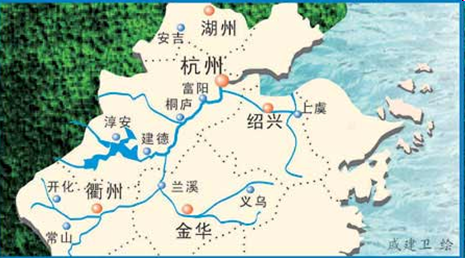 湖州
安吉
杭州
富阳
桐庐
绍兴
上虞
淳安
建德
开化
衢州
兰溪
义乌
常山
金华
成建卫 绘